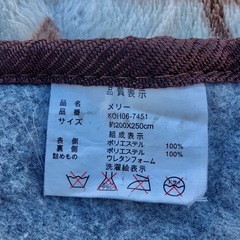 品質表示
品名 メリー
品番 KOH06-7451
サイズ 約200X250cm
組成表示
表側 ポリエステル 100%
裏側 ポリエステル 100%
詰めもの ウレタンフォーム
洗濯絵表示